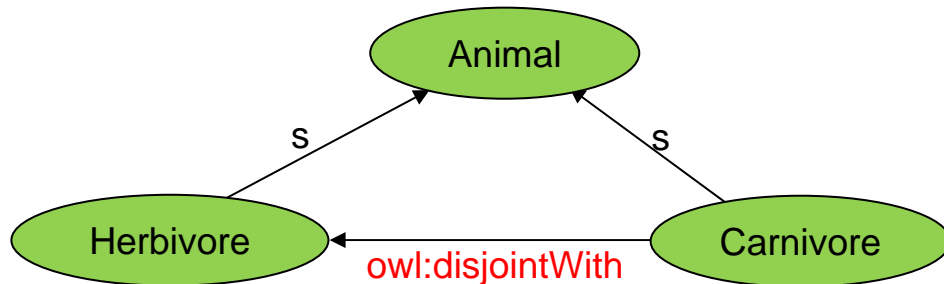 Animal
s
s
Herbivore
Carnivore
owl:disjointWith